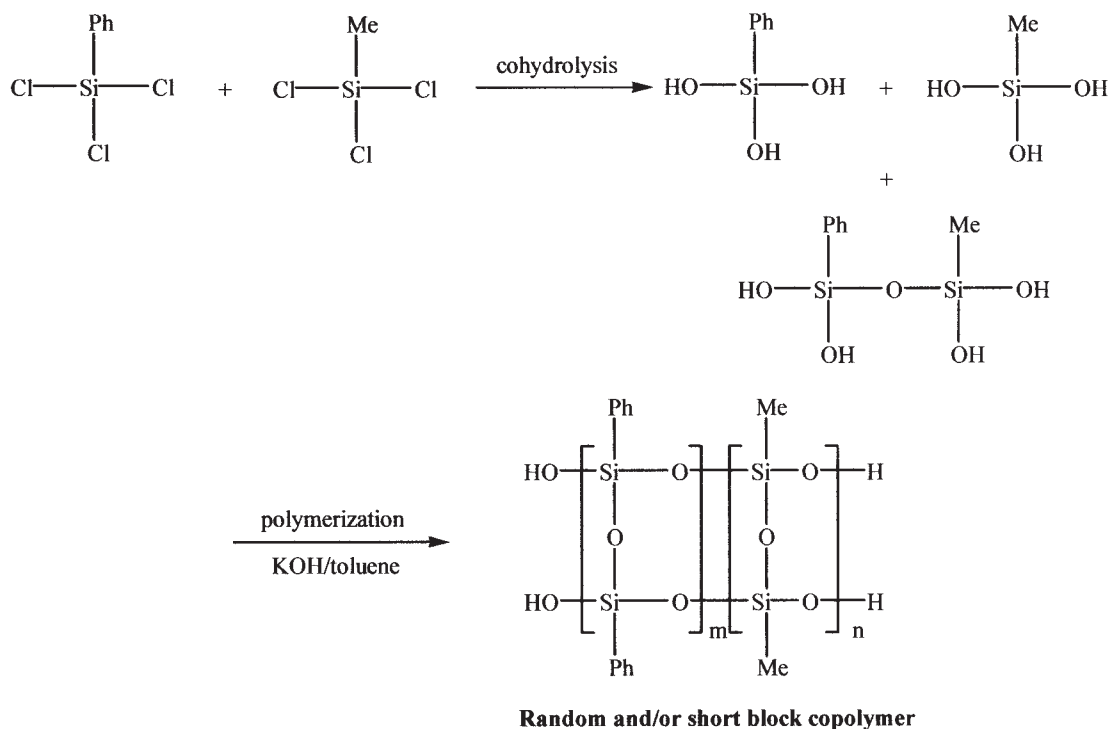 Ph Me Ph Me
Cl Si Cl + Cl Si Cl cohydrolysis HO Si OH + HO Si OH
Cl Cl OH OH
+
Ph Me
HO Si O Si OH
OH OH
Ph Me
HO Si O Si O H
polymerization
O O
KOH/toluene
HO Si O Si O H
m n
Ph Me
Random and/or short block copolymer